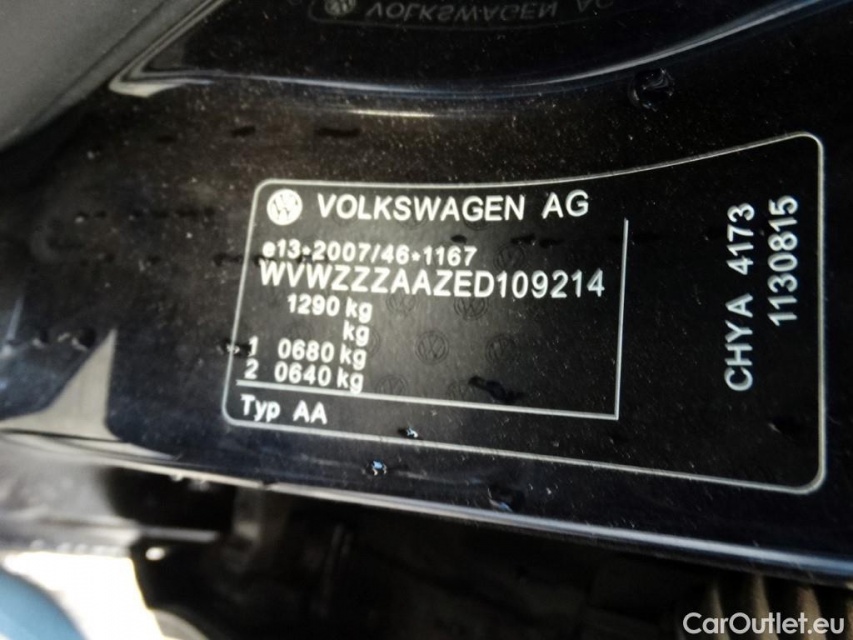 VOLKSWAGEN AG
VOLKSWAGEN AG
e13*2007/46*1167
WVWZZZAAZED109214
1290 kg
kg
1 0680 kg
2 0640 kg
Typ AA
CHYA 4173
1130815
CarOutlet.eu